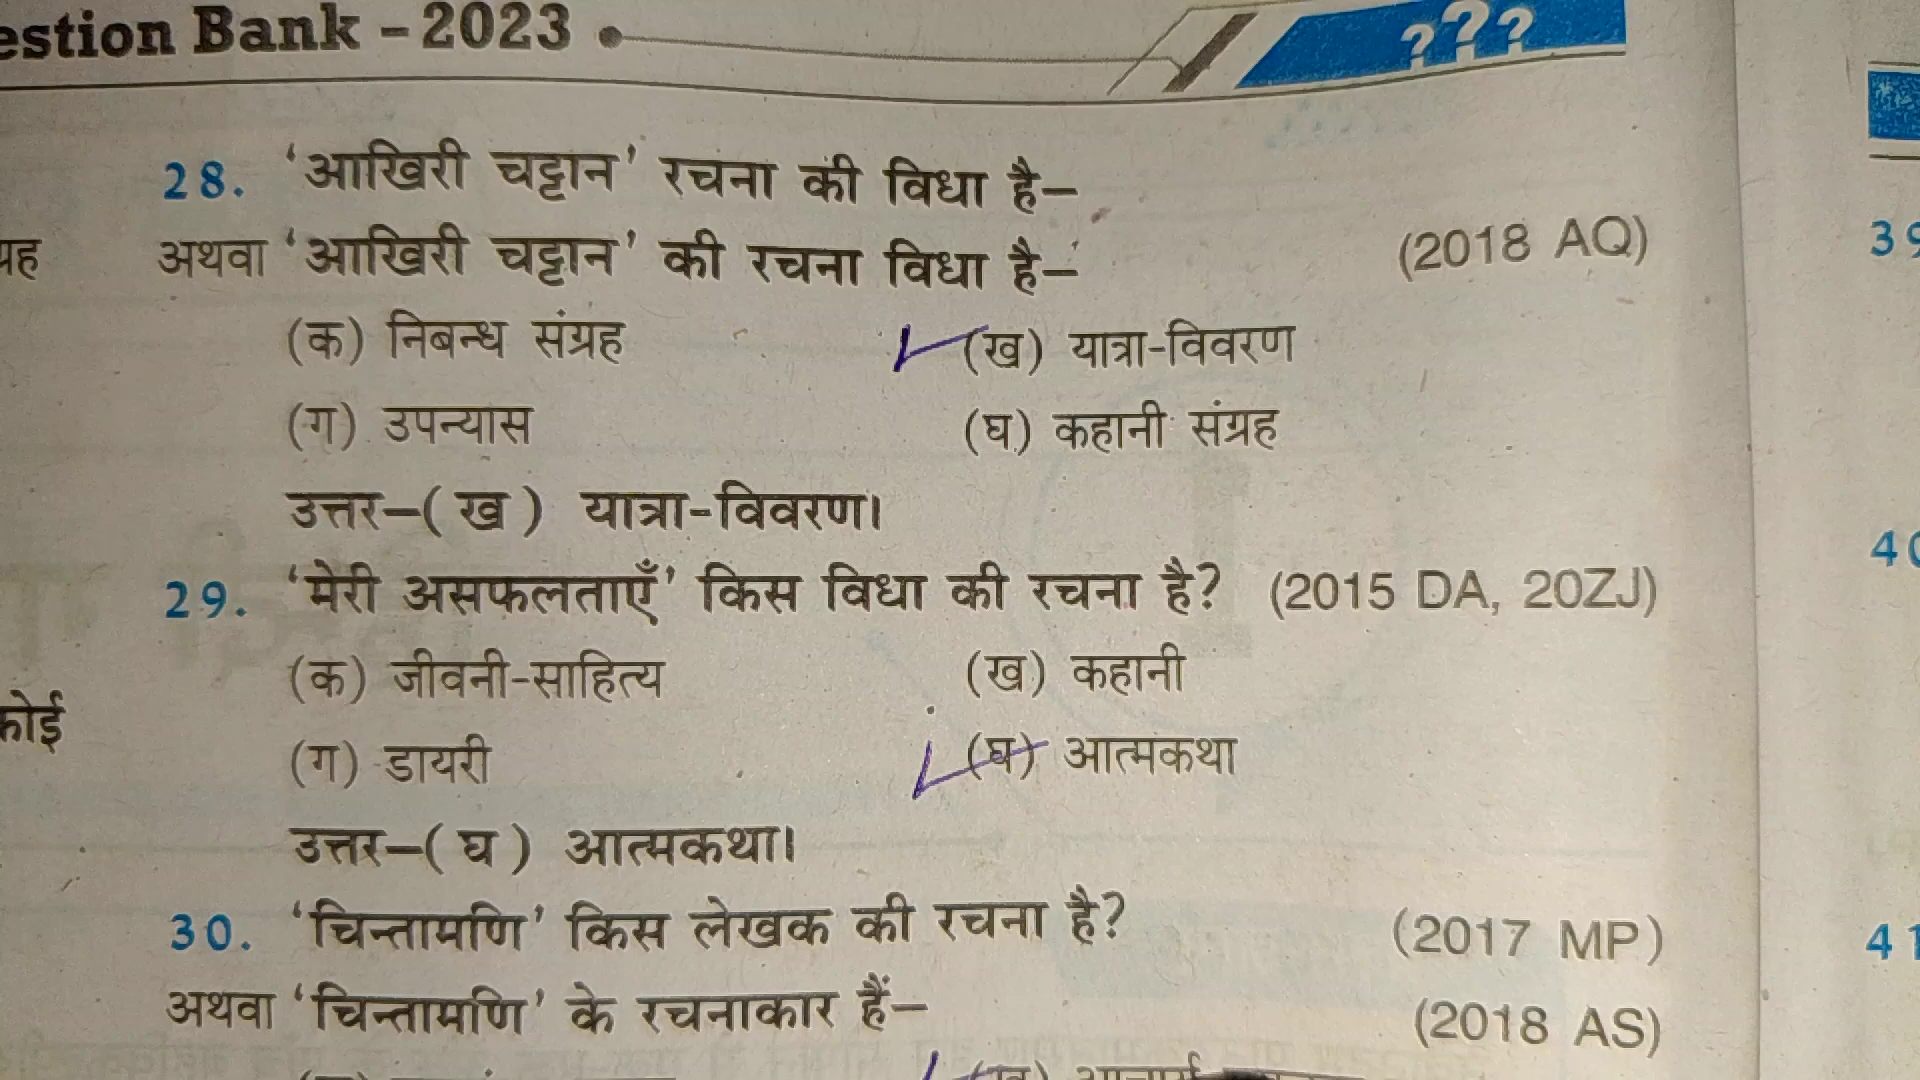 estion Bank - 2023
???
28. 'आखिरी चट्टान' रचना की विधा है–
अथवा 'आखिरी चट्टान' की रचना विधा है– (2018 AQ)
(क) निबन्ध संग्रह (ख) यात्रा-विवरण
(ग) उपन्यास (घ) कहानी संग्रह
उत्तर–(ख) यात्रा-विवरण।
29. 'मेरी असफलताएँ' किस विधा की रचना है? (2015 DA, 20ZJ)
(क) जीवनी-साहित्य (ख) कहानी
(ग) डायरी (घ) आत्मकथा
उत्तर–(घ) आत्मकथा।
30. 'चिन्तामणि' किस लेखक की रचना है? (2017 MP)
अथवा 'चिन्तामणि' के रचनाकार हैं– (2018 AS)
कोई
40
41